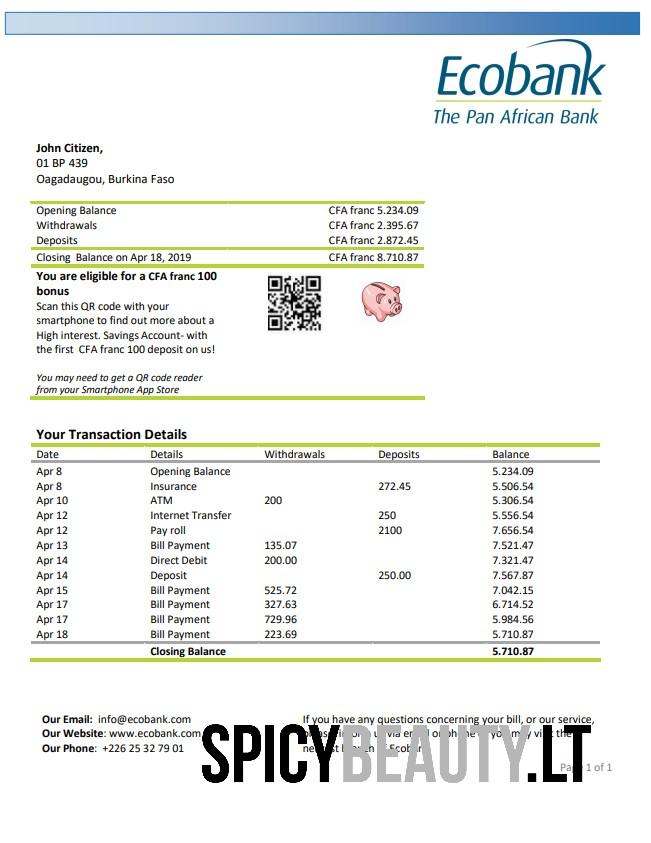 Ecobank
The Pan African Bank
John Citizen,
01 BP 439
Oagadaugou, Burkina Faso
Opening Balance CFA franc 5.234.09
Withdrawals CFA franc 2.395.67
Deposits CFA franc 2.872.45
Closing Balance on Apr 18, 2019 CFA franc 8.710.87
You are eligible for a CFA franc 100
bonus
Scan this QR code with your
smartphone to find out more about a
High interest. Savings Account- with
the first CFA franc 100 deposit on us!
You may need to get a QR code reader
from your Smartphone App Store
Your Transaction Details
Date Details Withdrawals Deposits Balance
Apr 8 Opening Balance 5.234.09
Apr 8 Insurance 272.45 5.506.54
Apr 10 ATM 200 5.306.54
Apr 12 Internet Transfer 250 5.556.54
Apr 12 Pay roll 2100 7.656.54
Apr 13 Bill Payment 135.07 7.521.47
Apr 14 Direct Debit 200.00 7.321.47
Apr 14 Deposit 250.00 7.567.87
Apr 15 Bill Payment 525.72 7.042.15
Apr 17 Bill Payment 327.63 6.714.52
Apr 17 Bill Payment 729.96 5.984.56
Apr 18 Bill Payment 223.69 5.710.87
Closing Balance 5.710.87
Our Email: info@ecobank.com
Our Website: www.ecobank.com
Our Phone: +226 25 32 79 01
If you have any questions concerning your bill, or our service,
via or you may the
of
SPICYBEAUTY.LT
1 of 1